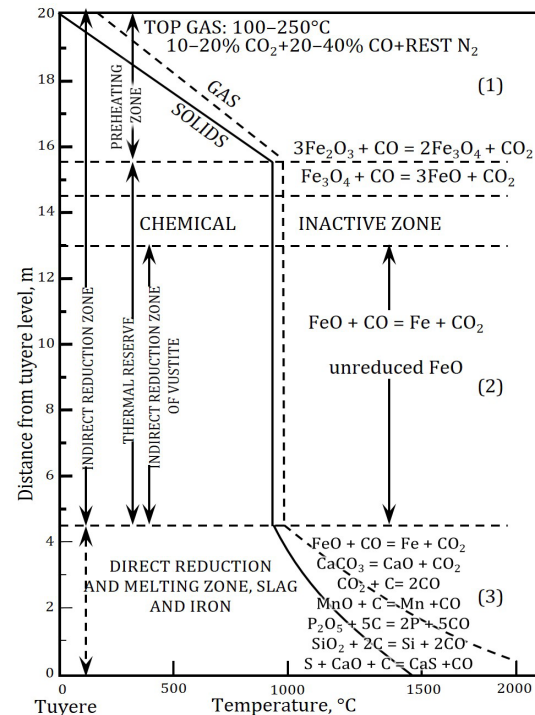 20
TOP GAS: 100–250°C
10–20% CO₂+20–40% CO+REST N₂
18
(1)
PREHEATING
ZONE
GAS
SOLIDS
16
3Fe₂O₃ + CO = 2Fe₃O₄ + CO₂
Fe₃O₄ + CO = 3FeO + CO₂
14
CHEMICAL INACTIVE ZONE
12
Distance from tuyere level, m
INDIRECT REDUCTION ZONE
THERMAL RESERVE
INDIRECT REDUCTION ZONE
OF VUSTITE
FeO + CO = Fe + CO₂
10
unreduced FeO
(2)
8
6
4
FeO + CO = Fe + CO₂
DIRECT REDUCTION
AND MELTING ZONE, SLAG
AND IRON
CaCO₃ = CaO + CO₂
CO₂ + C= 2CO
(3)
MnO + C=Mn +CO
2
P₂O₅ + 5C = 2P + 5CO
SiO₂ + 2C = Si + 2CO
S + CaO + C= CaS +CO
0
0 500 1000 1500 2000
Tuyere Temperature, °C